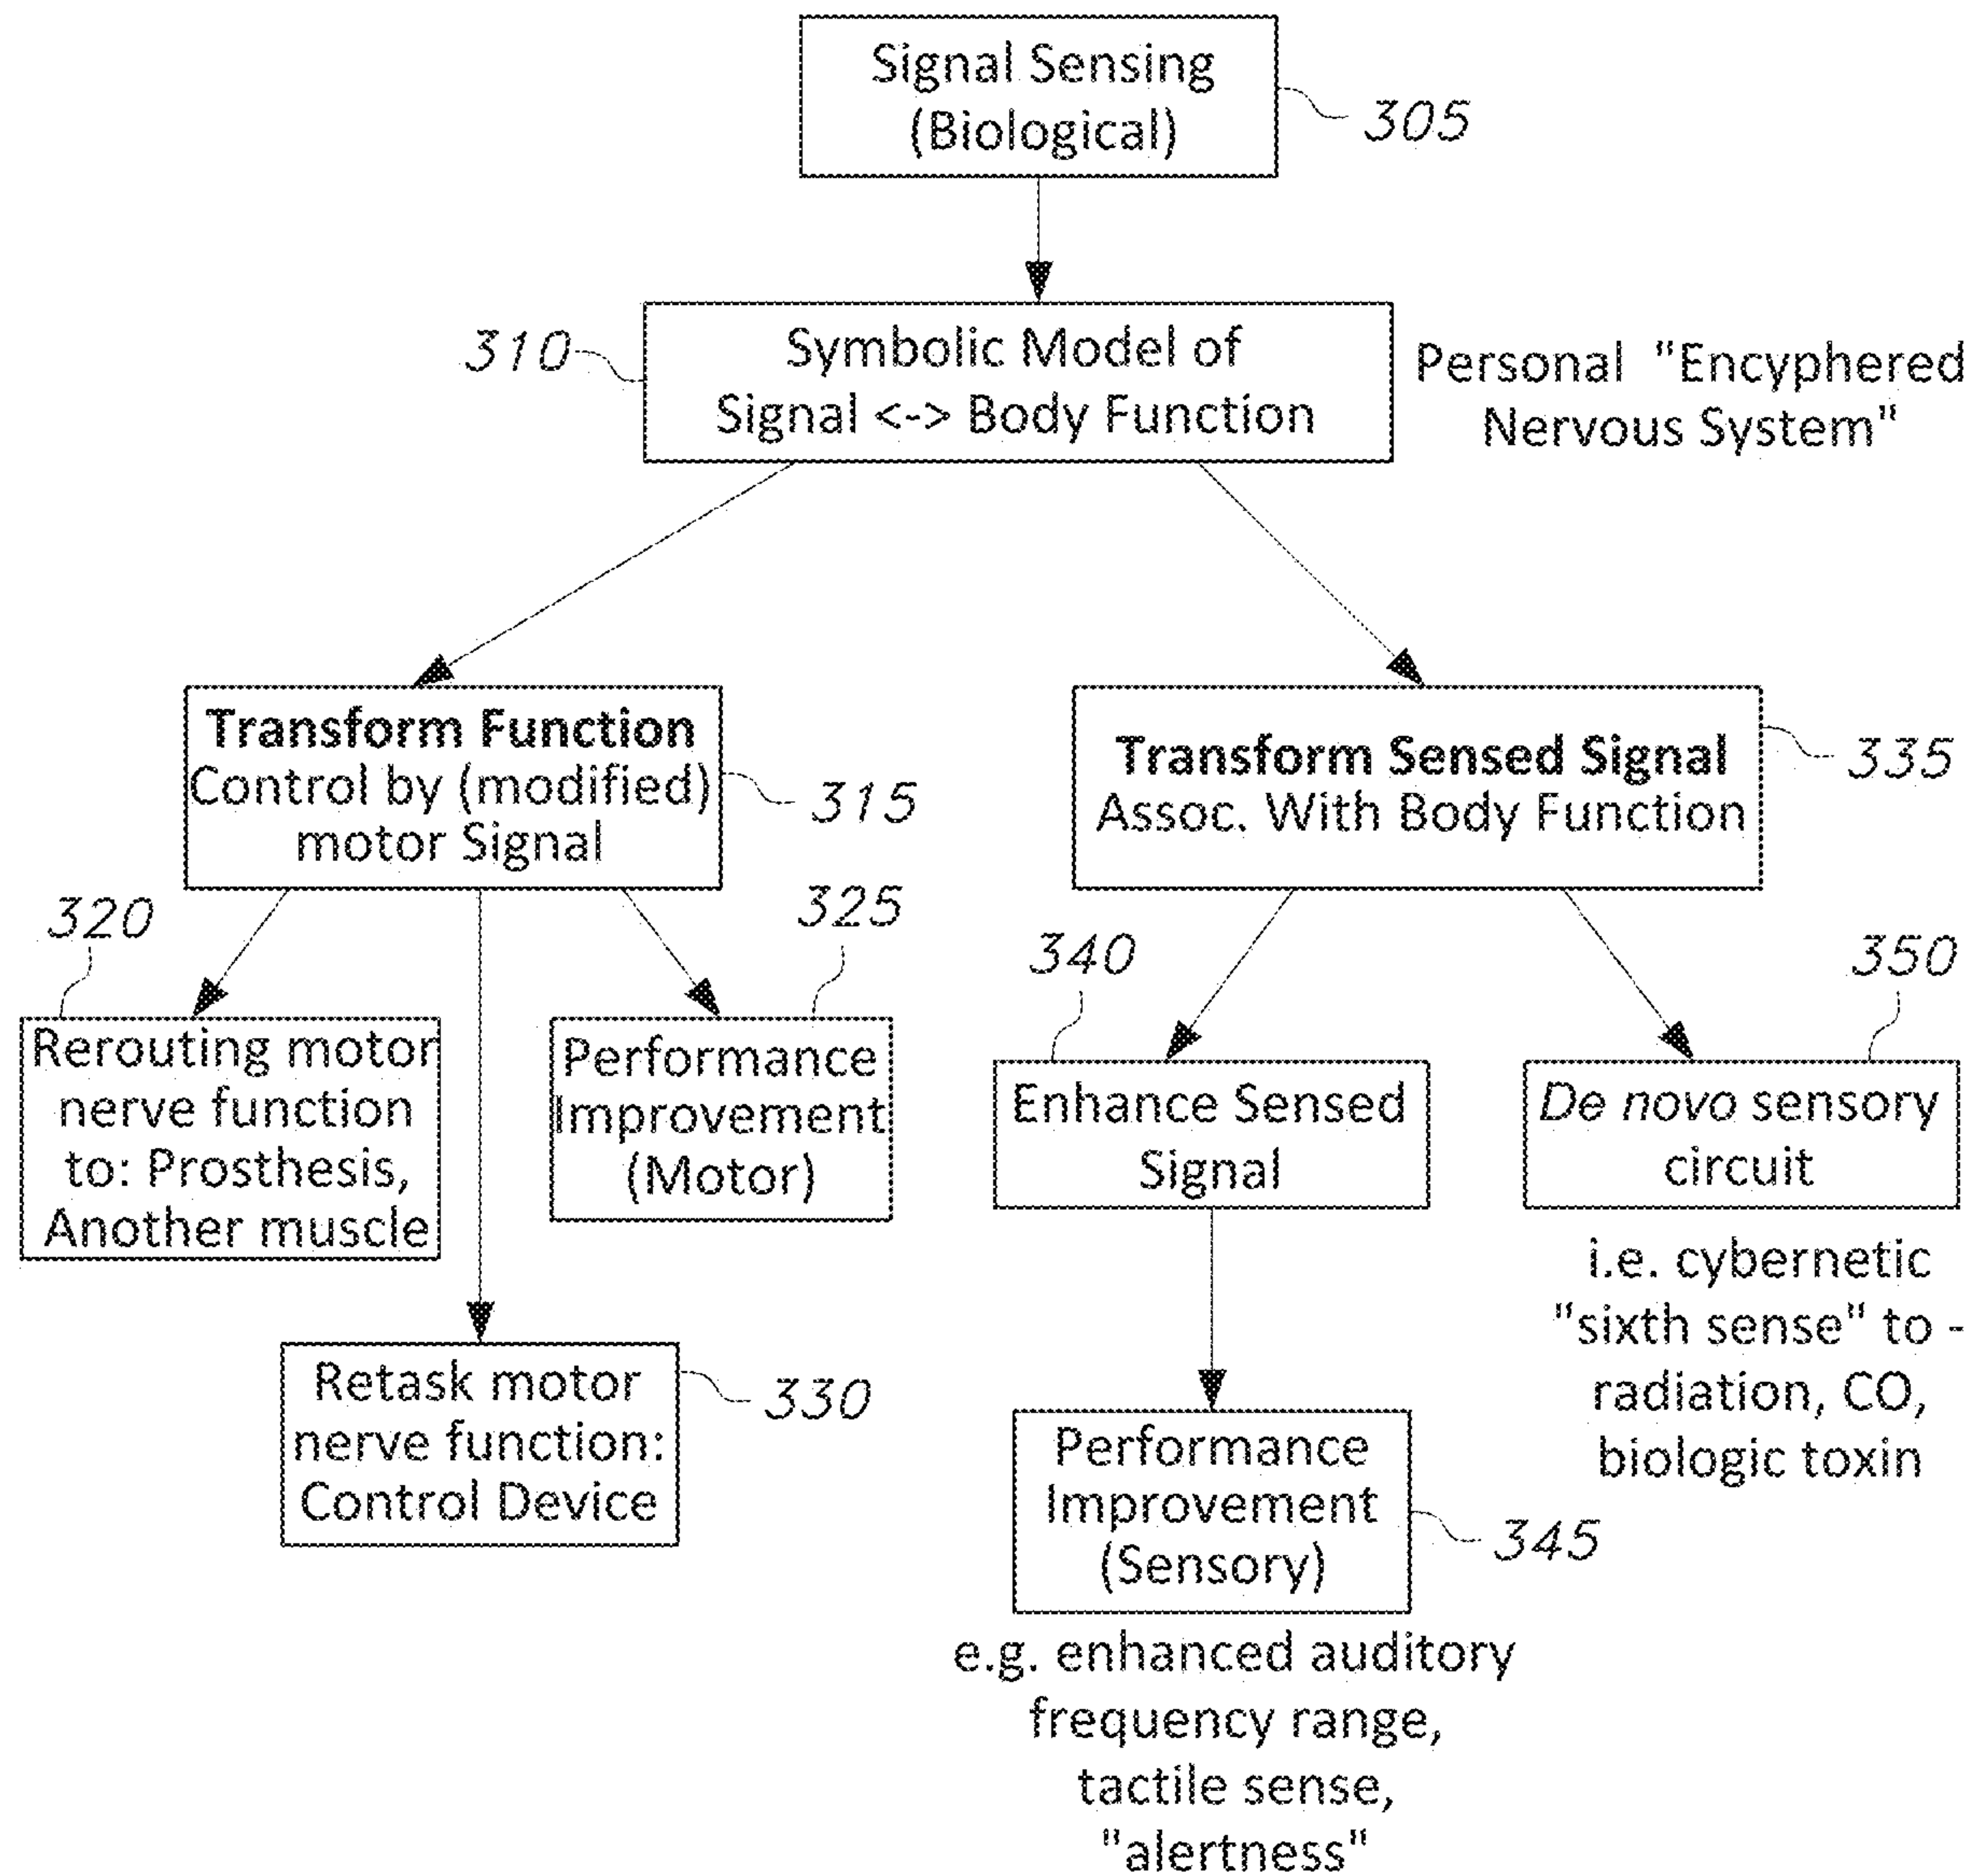 Signal Sensing
(Biological)
305
310
Symbolic Model of
Signal <-> Body Function
Personal "Encyphered
Nervous System"
Transform Function
Control by (modified)
motor Signal
315
Transform Sensed Signal
Assoc. With Body Function
335
320
Rerouting motor
nerve function
to: Prosthesis,
Another muscle
325
Performance
Improvement
(Motor)
Retask motor
nerve function:
Control Device
330
340
Enhance Sensed
Signal
350
De novo sensory
circuit
i.e. cybernetic
"sixth sense" to -
radiation, CO,
biologic toxin
Performance
Improvement
(Sensory)
345
e.g. enhanced auditory
frequency range,
tactile sense,
"alertness"